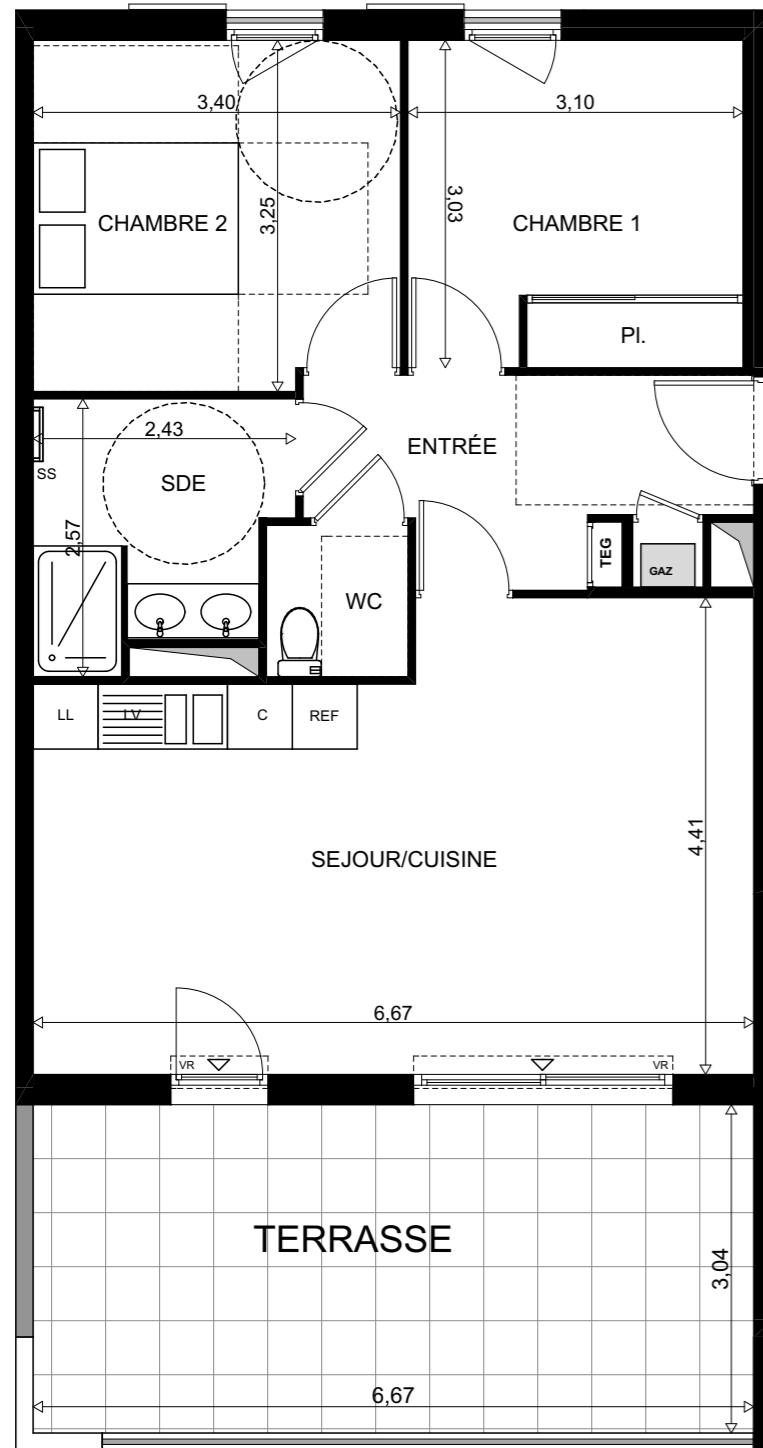 3,40
3,10
CHAMBRE 2
3,25
3,03
CHAMBRE 1
Pl.
2,43
ENTRÉE
SS
SDE
2,57
TEG
GAZ
WC
LL
LV
C
REF
4,41
SEJOUR/CUISINE
6,67
VR
VR
TERRASSE
3,04
6,67